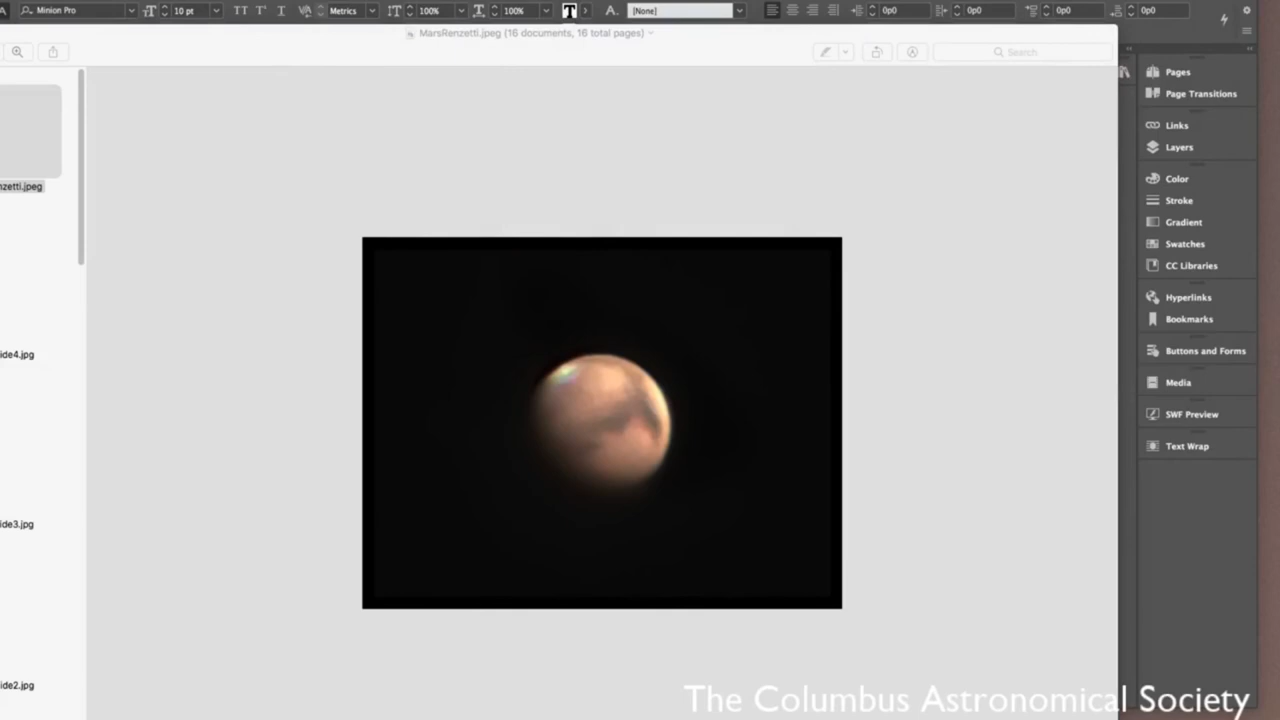 Minion Pro
10 pt
TT
T
T
Metrics
100%
100%
T
A.
[None]
0p0
0p0
0p0
0p0
MarsRenzetti.jpeg (16 documents, 16 total pages)
Search
Pages
Page Transitions
Links
Layers
Color
Stroke
Gradient
Swatches
CC Libraries
Hyperlinks
Bookmarks
Buttons and Forms
Media
SWF Preview
Text Wrap
nzetti.jpeg
ide4.jpg
ide3.jpg
ide2.jpg
The Columbus Astronomical Society